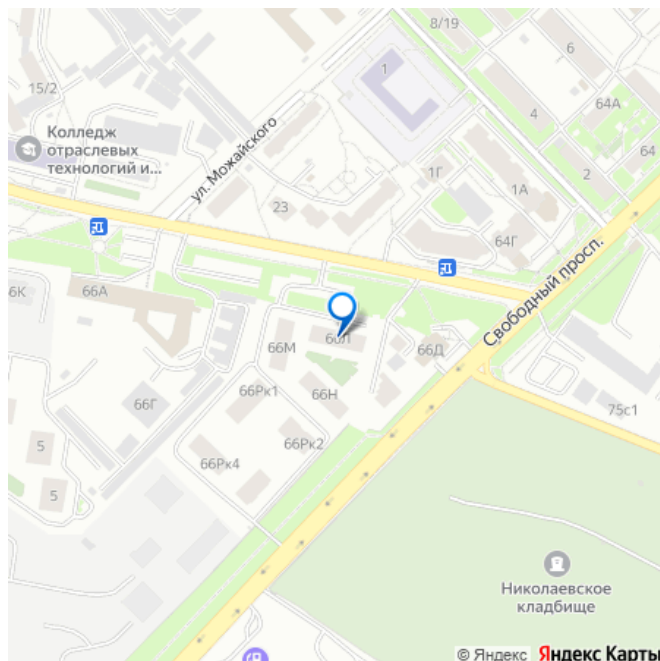 8/19
6
15/2
1
64А
4
Колледж
отраслевых
технологий и...
ул. Можайского
64
1Г
2
1А
23
64Г
Свободный просп.
66А
6К
66Л
66М
66Д
66Рк1
66Н
66Г
75с1
66Рк2
5
66Рк4
5
Николаевское
кладбище
© Яндекс Яндекс Карты